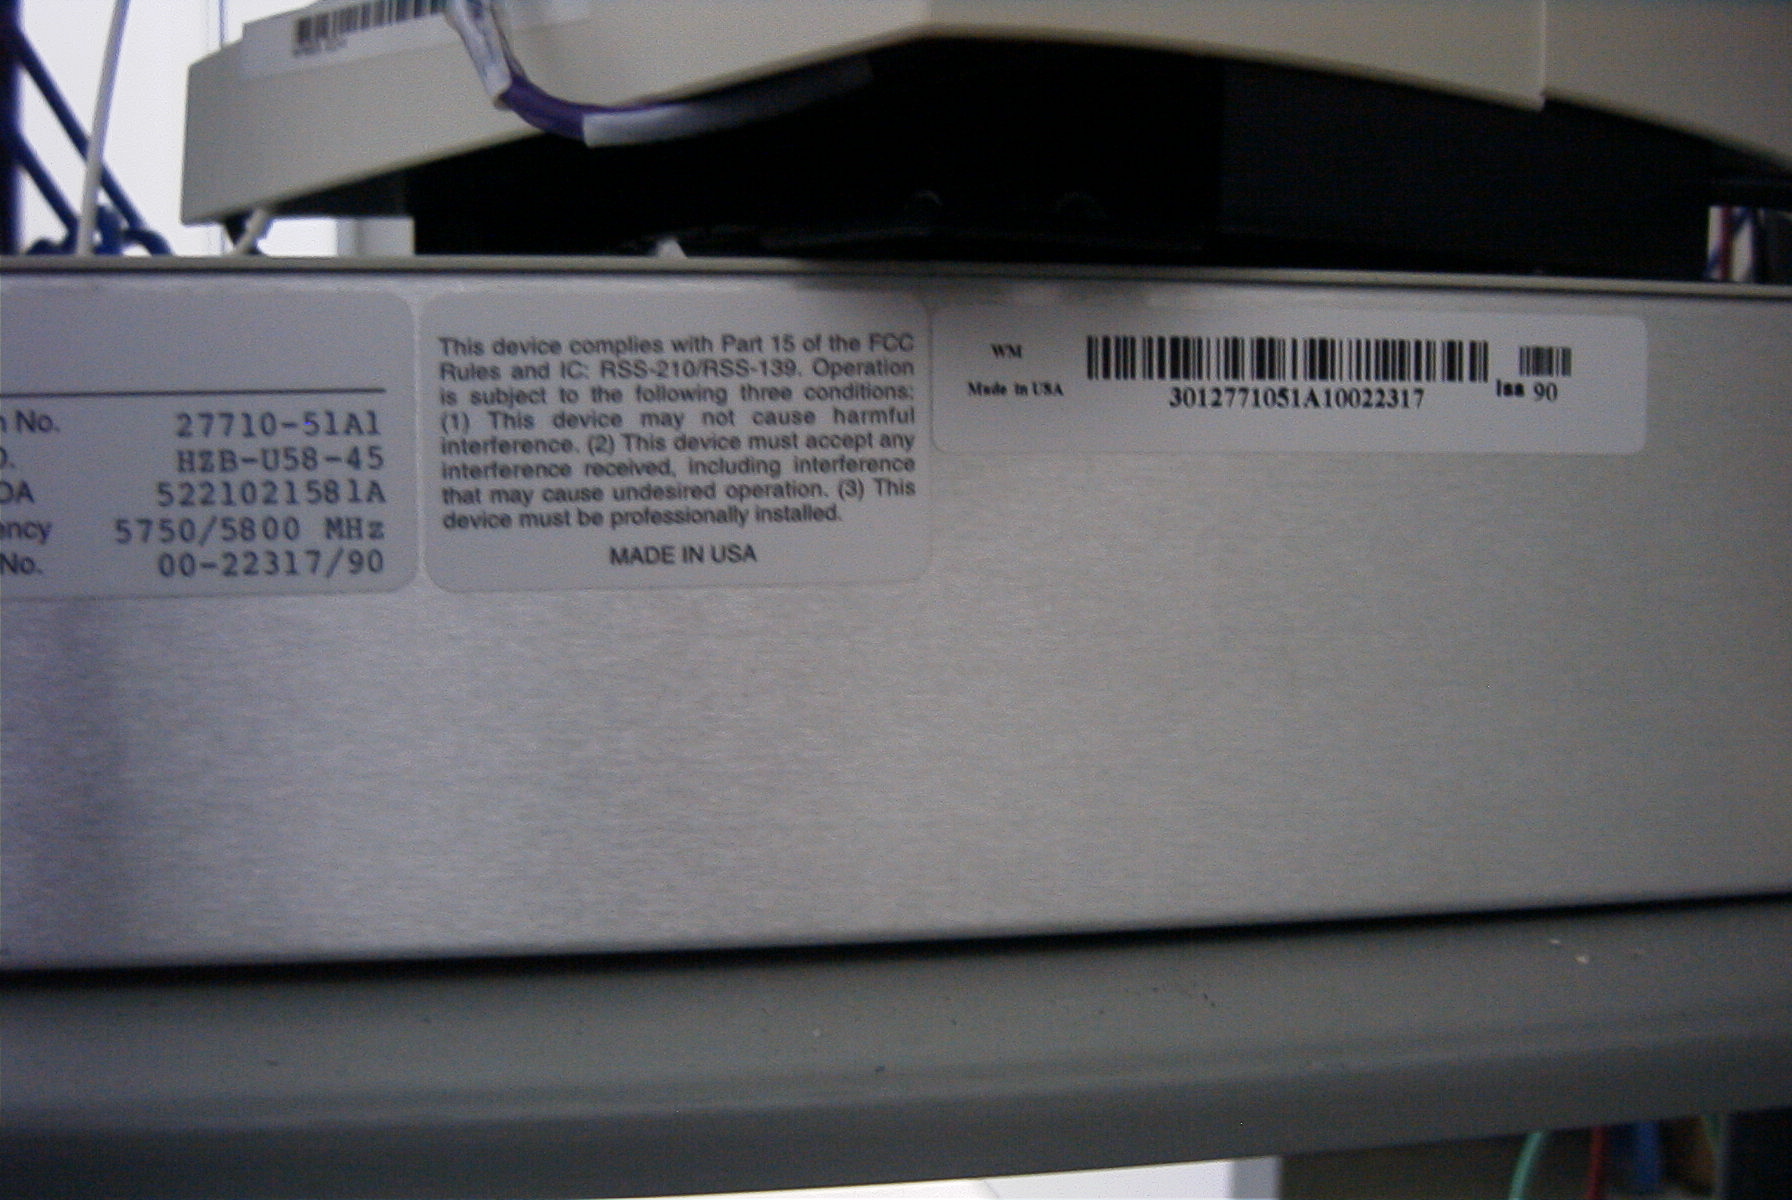 n No. 27710-51A1
D. HZB-U58-45
DA 5221021581A
ency 5750/5800 MHz
No. 00-22317/90
This device complies with Part 15 of the FCC
Rules and IC: RSS-210/RSS-139. Operation
is subject to the following three conditions:
(1) This device may not cause harmful
interference. (2) This device must accept any
interference received, including interference
that may cause undesired operation. (3) This
device must be professionally installed.
MADE IN USA
WM
Made in USA
3012771051A10022317
Iss 90